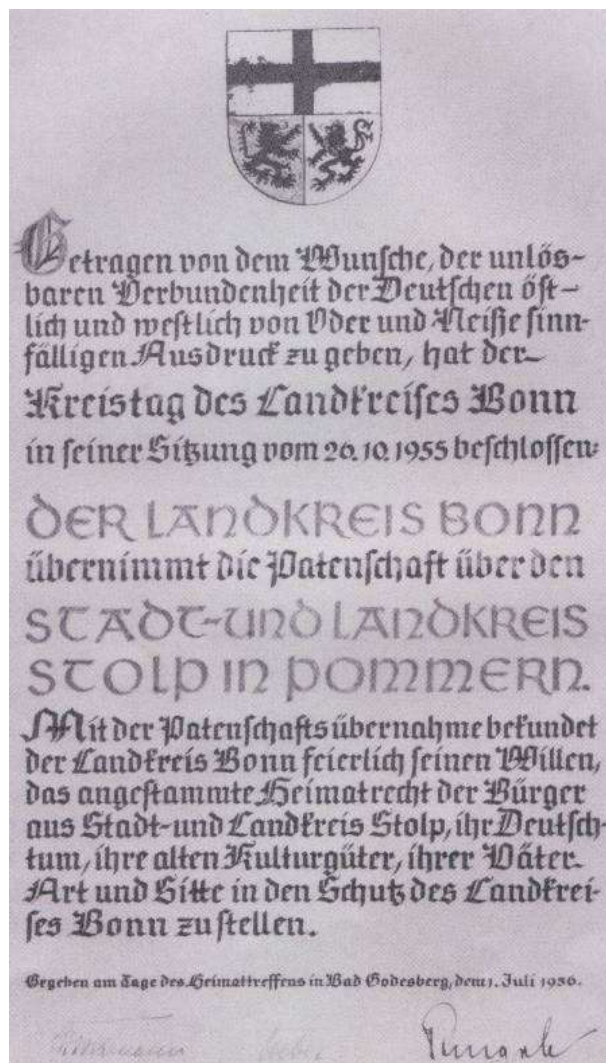 Getragen von dem Wunsche, der unlös-
baren Verbundenheit der Deutschen öst-
lich und westlich von Oder und Neiße sinn-
fälligen Ausdruck zu geben, hat der
Kreistag des Landkreises Bonn
in seiner Sitzung vom 26.10.1955 beschlossen:
DER LANDKREIS BONN
übernimmt die Patenschaft über den
STADT-UND LANDKREIS
STOLP IN POMMERN.
Mit der Patenschaftsübernahme bekundet
der Landkreis Bonn feierlich seinen Willen,
das angestammte Heimatrecht der Bürger
aus Stadt-und Landkreis Stolp, ihr Deutsch-
tum, ihre alten Kulturgüter, ihrer Väter
Art und Sitte in den Schutz des Landkrei-
ses Bonn zu stellen.
Gegeben am Tage des Heimattreffens in Bad Godesberg, dem 1. Juli 1956.